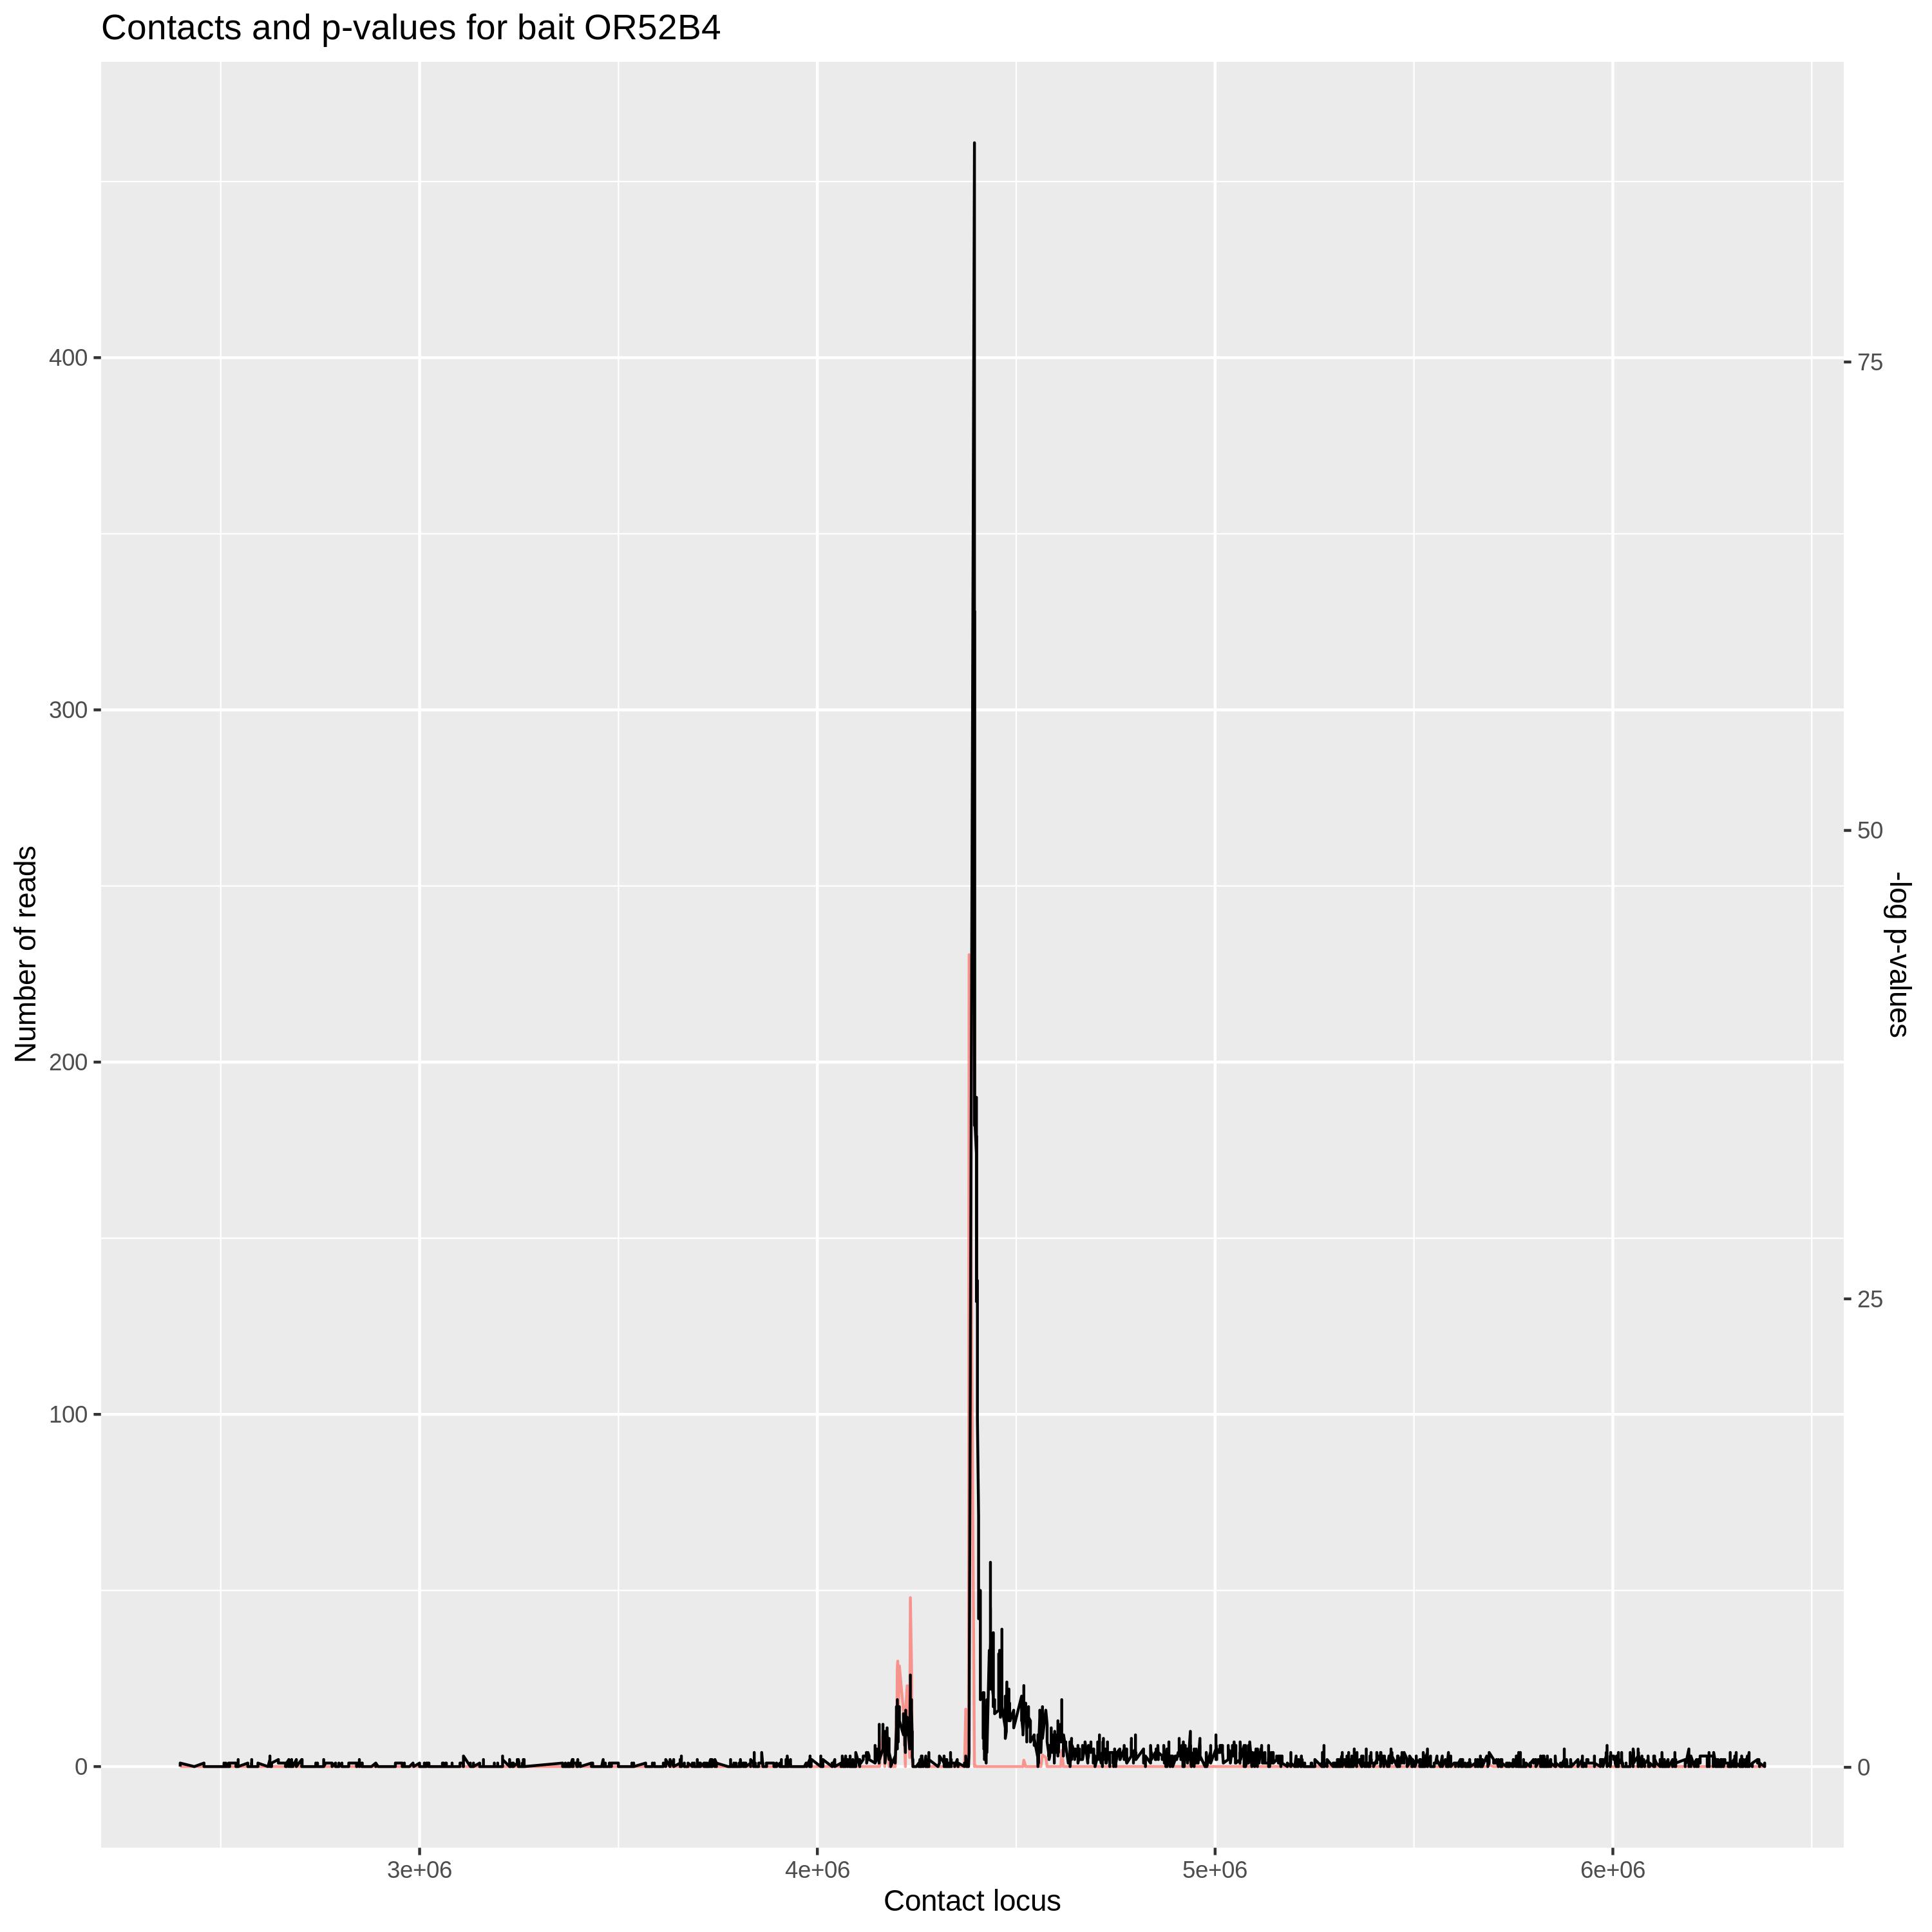 Contacts and p-values for bait OR52B4
400
300
200
100
0
Number of reads
75
50
25
0
-log p-values
3e+06
4e+06
5e+06
6e+06
Contact locus